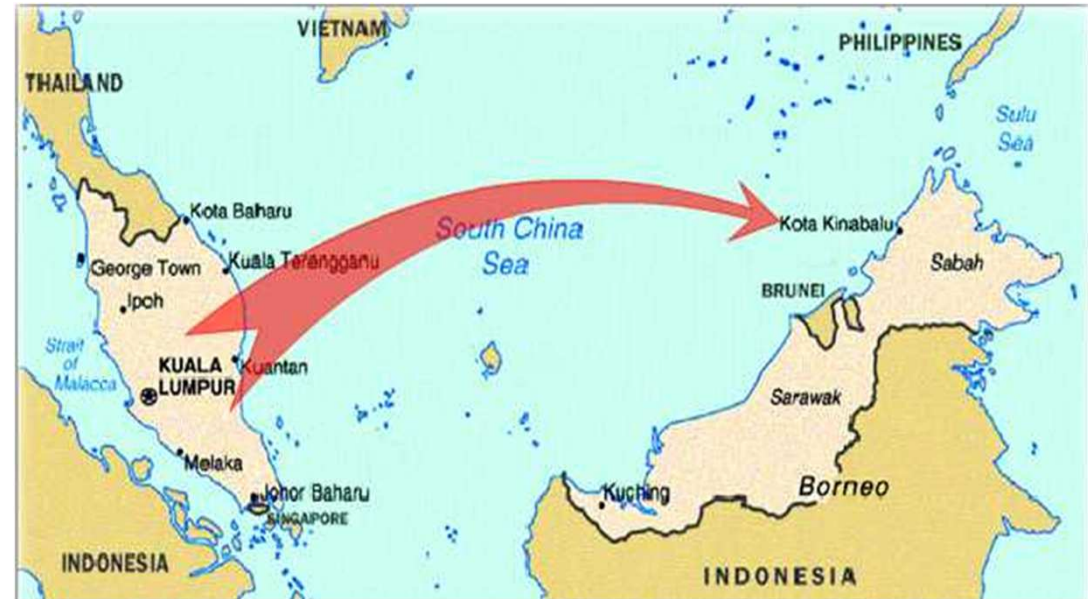 VIETNAM
PHILIPPINES
THAILAND
Sulu
Sea
Kota Baharu
Kota Kinabalu
South China
Sea
George Town
Kuala Terengganu
Sabah
BRUNEI
Ipoh
Strait
of
Malacca
KUALA
LUMPUR
Kuantan
Sarawak
Melaka
Johor Baharu
SINGAPORE
Kuching
Borneo
INDONESIA
INDONESIA